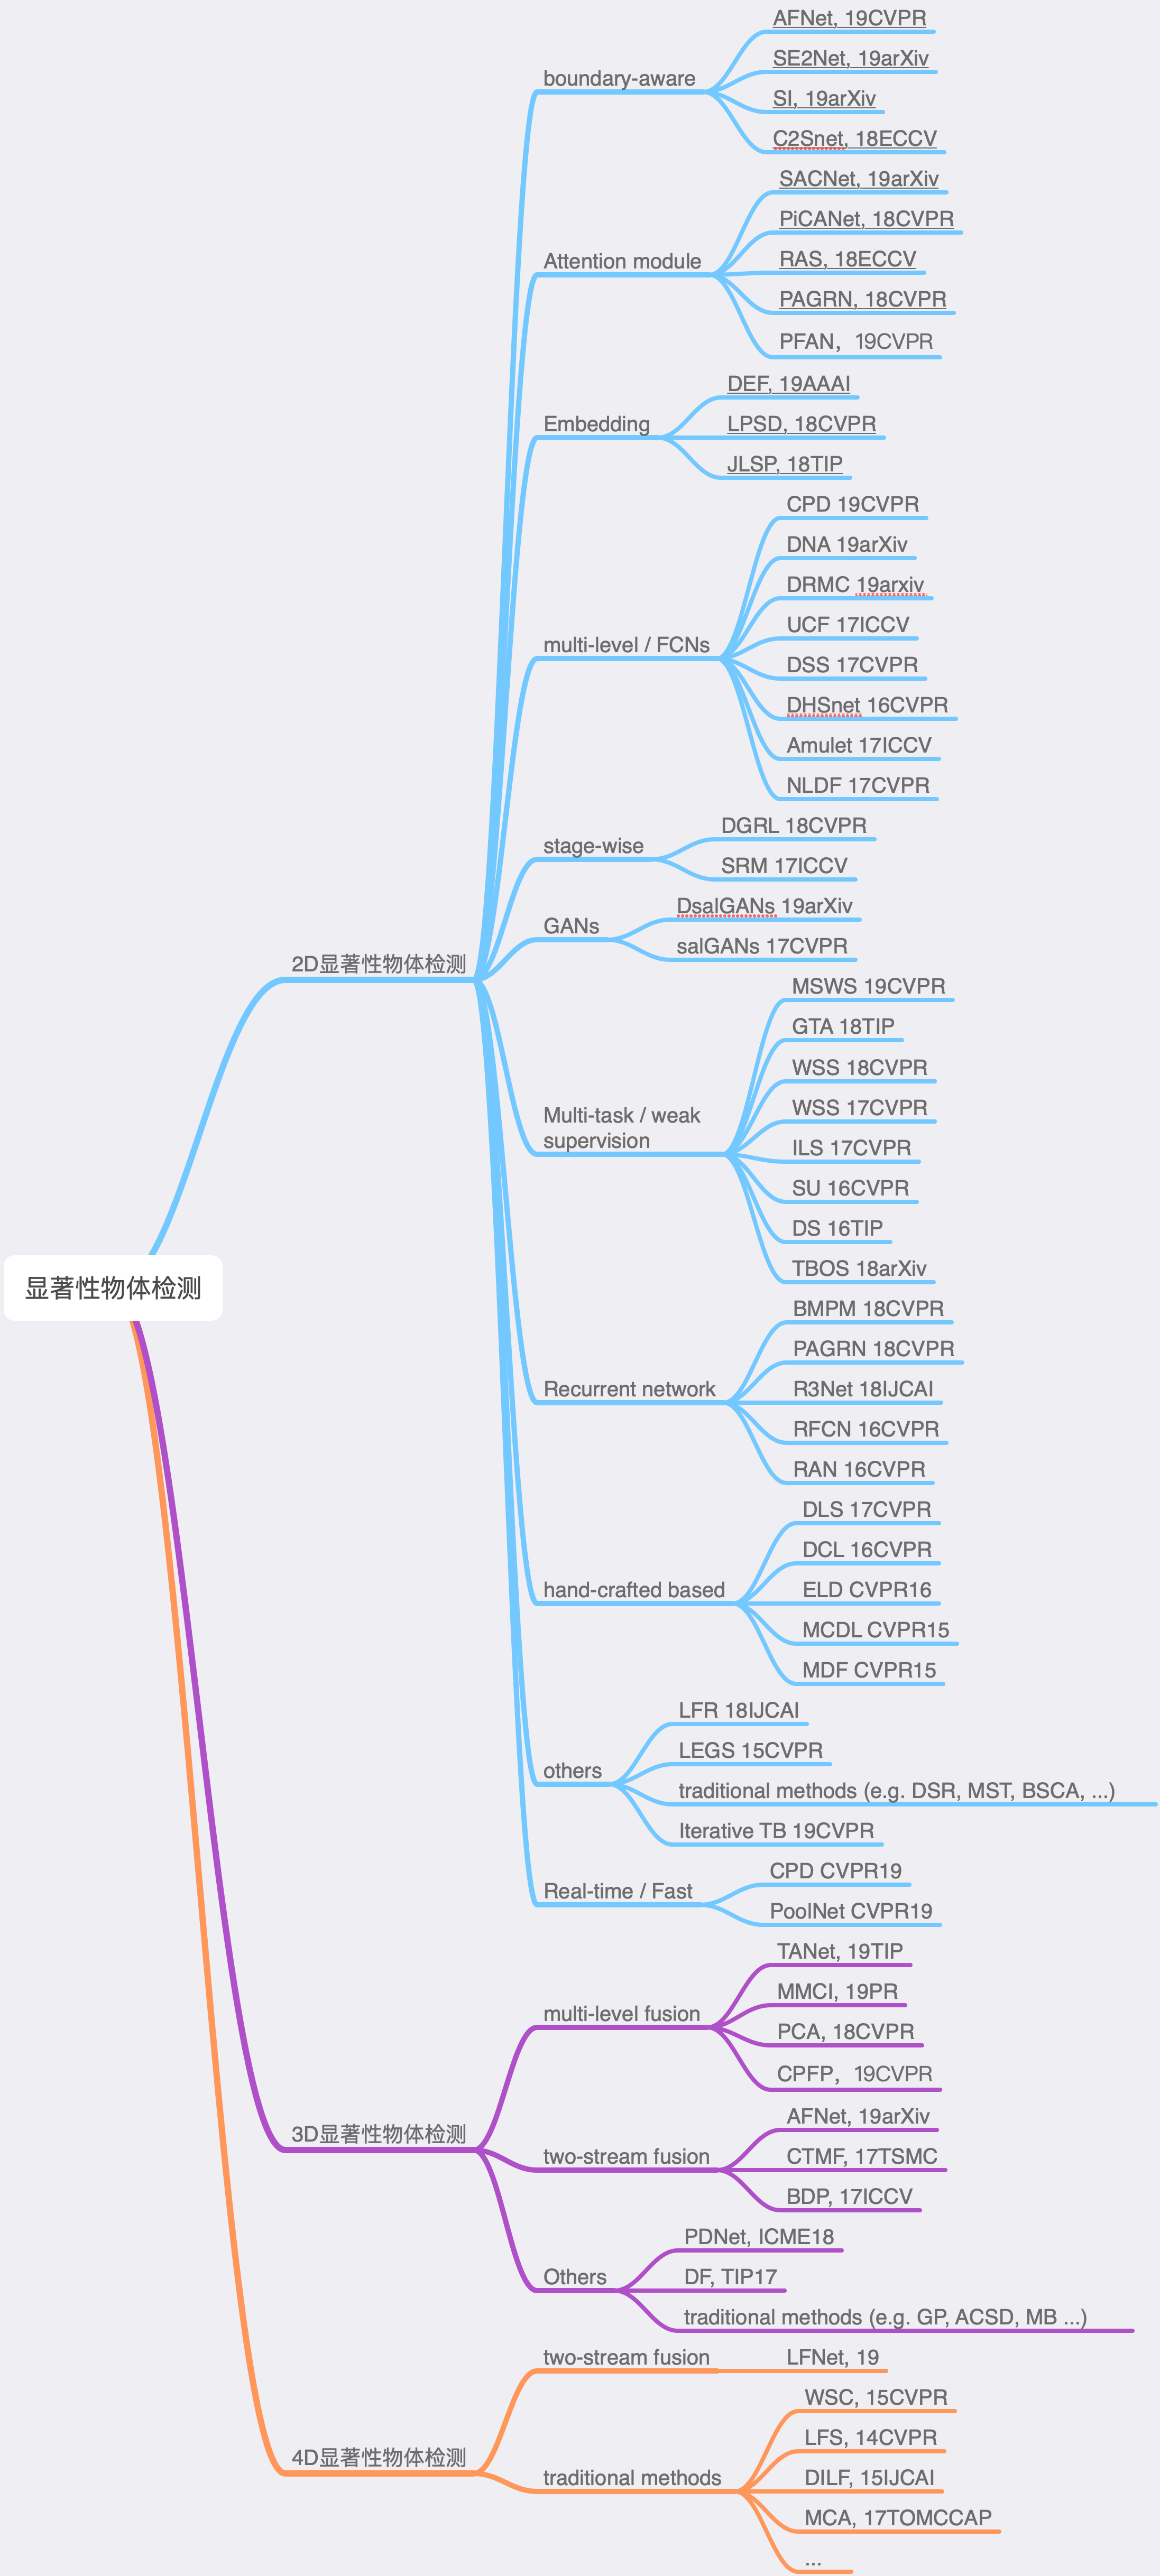 显著性物体检测
2D显著性物体检测
boundary-aware
AFNet, 19CVPR
SE2Net, 19arXiv
SI, 19arXiv
C2Snet, 18ECCV
Attention module
SACNet, 19arXiv
PiCANet, 18CVPR
RAS, 18ECCV
PAGRN, 18CVPR
PFAN，19CVPR
Embedding
DEF, 19AAAI
LPSD, 18CVPR
JLSP, 18TIP
multi-level / FCNs
CPD 19CVPR
DNA 19arXiv
DRMC 19arxiv
UCF 17ICCV
DSS 17CVPR
DHSnet 16CVPR
Amulet 17ICCV
NLDF 17CVPR
stage-wise
DGRL 18CVPR
SRM 17ICCV
GANs
DsalGANs 19arXiv
salGANs 17CVPR
Multi-task / weak
supervision
MSWS 19CVPR
GTA 18TIP
WSS 18CVPR
WSS 17CVPR
ILS 17CVPR
SU 16CVPR
DS 16TIP
TBOS 18arXiv
Recurrent network
BMPM 18CVPR
PAGRN 18CVPR
R3Net 18IJCAI
RFCN 16CVPR
RAN 16CVPR
hand-crafted based
DLS 17CVPR
DCL 16CVPR
ELD CVPR16
MCDL CVPR15
MDF CVPR15
others
LFR 18IJCAI
LEGS 15CVPR
traditional methods (e.g. DSR, MST, BSCA, ...)
Iterative TB 19CVPR
Real-time / Fast
CPD CVPR19
PoolNet CVPR19
3D显著性物体检测
multi-level fusion
TANet, 19TIP
MMCI, 19PR
PCA, 18CVPR
CPFP，19CVPR
two-stream fusion
AFNet, 19arXiv
CTMF, 17TSMC
BDP, 17ICCV
Others
PDNet, ICME18
DF, TIP17
traditional methods (e.g. GP, ACSD, MB ...)
4D显著性物体检测
two-stream fusion
LFNet, 19
traditional methods
WSC, 15CVPR
LFS, 14CVPR
DILF, 15IJCAI
MCA, 17TOMCCAP
...